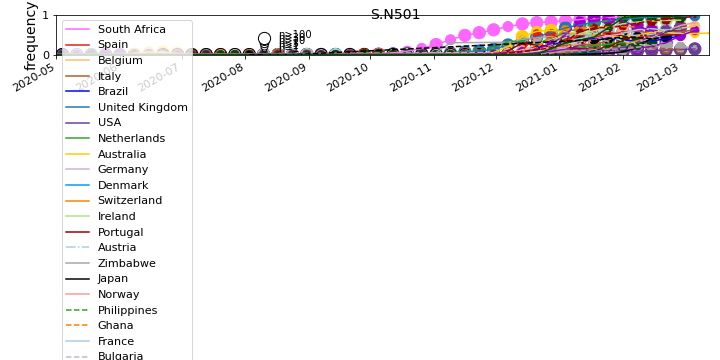 S.N501
frequency
1
0
2020-05
2020-07
2020-08
2020-09
2020-10
2020-11
2020-12
2021-01
2021-02
2021-03
n>100
South Africa
Spain
Belgium
Italy
Brazil
United Kingdom
USA
Netherlands
Australia
Germany
Denmark
Switzerland
Ireland
Portugal
Austria
Zimbabwe
Japan
Norway
Philippines
Ghana
France
Bulgaria